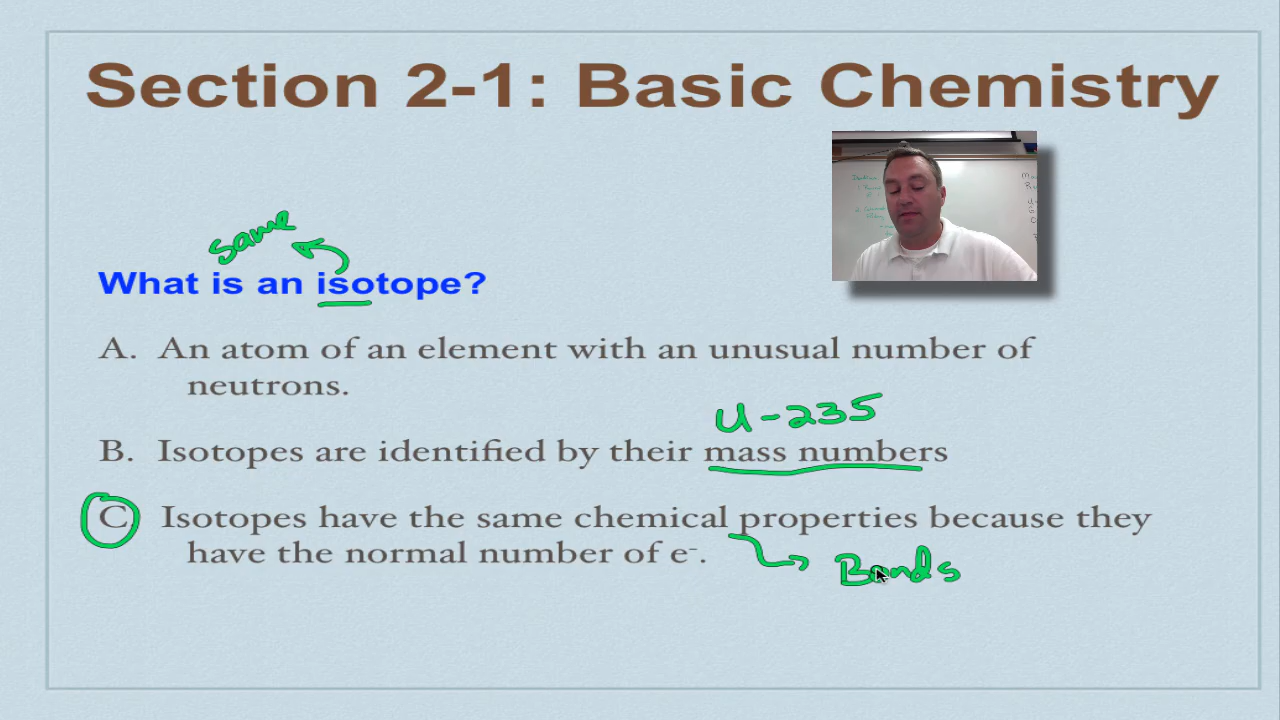 Section 2-1: Basic Chemistry
same
What is an isotope?
A. An atom of an element with an unusual number of
neutrons.
U-235
B. Isotopes are identified by their mass numbers
C. Isotopes have the same chemical properties because they
have the normal number of e⁻.
Bonds